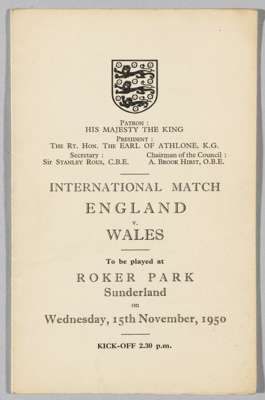 PATRON :
HIS MAJESTY THE KING
PRESIDENT :
THE RT. HON. THE EARL OF ATHLONE, K.G.
Secretary : Chairman of the Council :
SIR STANLEY ROUS, C.B.E. A. BROOK HIRST, O.B.E.
INTERNATIONAL MATCH
ENGLAND
v.
WALES
To be played at
ROKER PARK
Sunderland
on
Wednesday, 15th November, 1950
KICK-OFF 2.30 p.m.